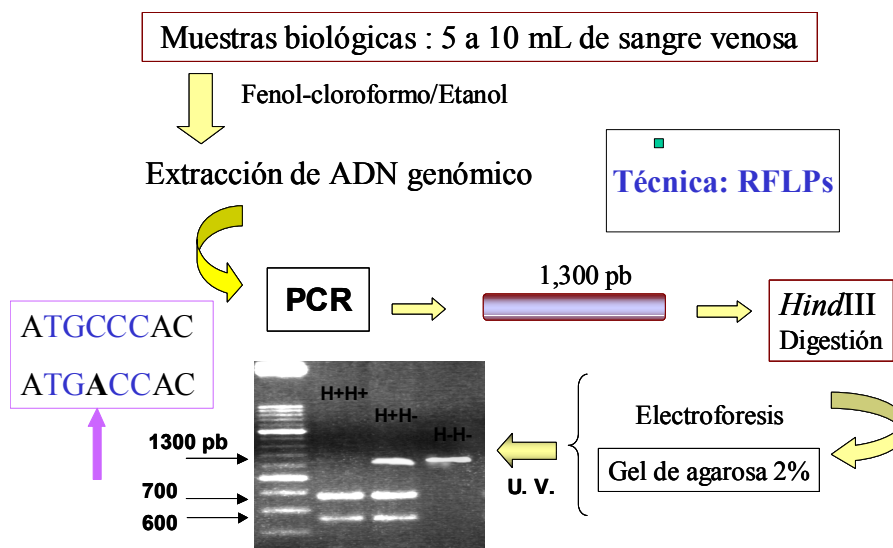 Muestras biológicas : 5 a 10 mL de sangre venosa
Fenol-cloroformo/Etanol
Extracción de ADN genómico
Técnica: RFLPs
PCR
1,300 pb
HindIII
Digestión
ATGCCCAC
ATGACCAC
H+H+
H+H-
H-H-
1300 pb
700
600
U. V.
Electroforesis
Gel de agarosa 2%